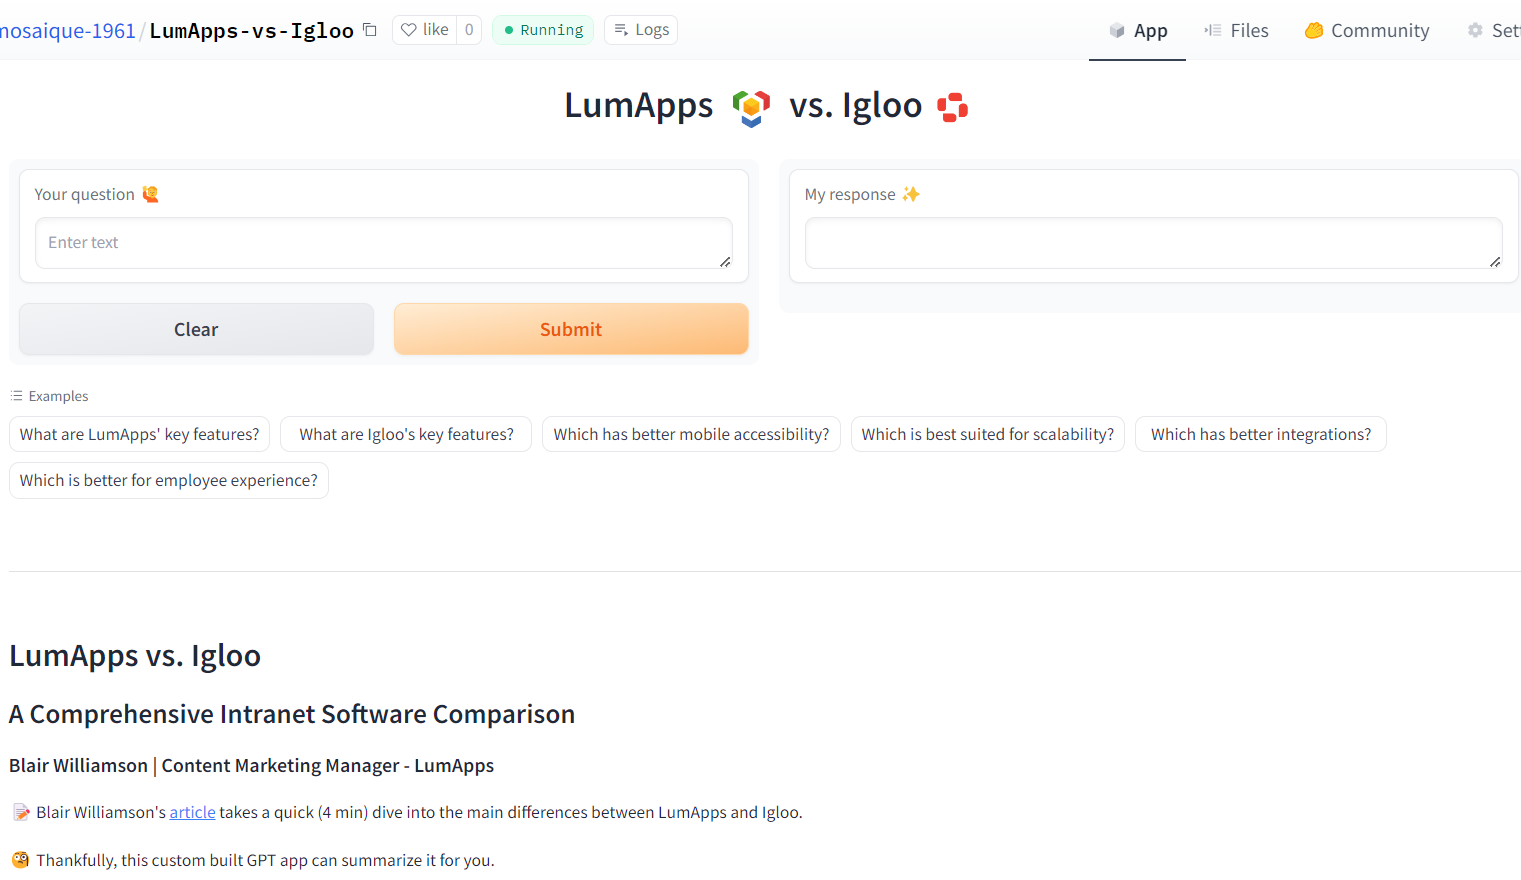 mosaique-1961/LumApps-vs-Igloo like 0 Running Logs App Files Community
LumApps vs. Igloo
Your question
Enter text
My response
Clear Submit
Examples
What are LumApps' key features? What are Igloo's key features? Which has better mobile accessibility? Which is best suited for scalability? Which has better integrations?
Which is better for employee experience?
LumApps vs. Igloo
A Comprehensive Intranet Software Comparison
Blair Williamson | Content Marketing Manager - LumApps
Blair Williamson's article takes a quick (4 min) dive into the main differences between LumApps and Igloo.
Thankfully, this custom built GPT app can summarize it for you.